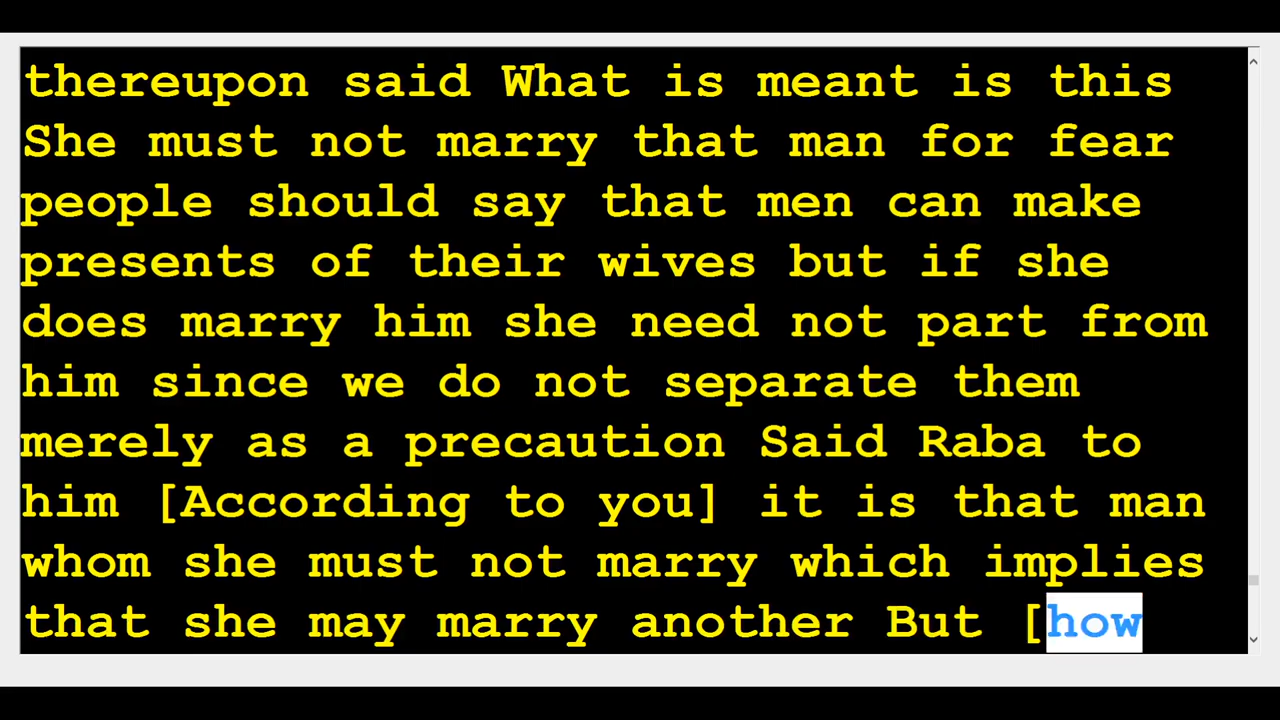 thereupon said What is meant is this
She must not marry that man for fear
people should say that men can make
presents of their wives but if she
does marry him she need not part from
him since we do not separate them
merely as a precaution Said Raba to
him [According to you] it is that man
whom she must not marry which implies
that she may marry another But [how